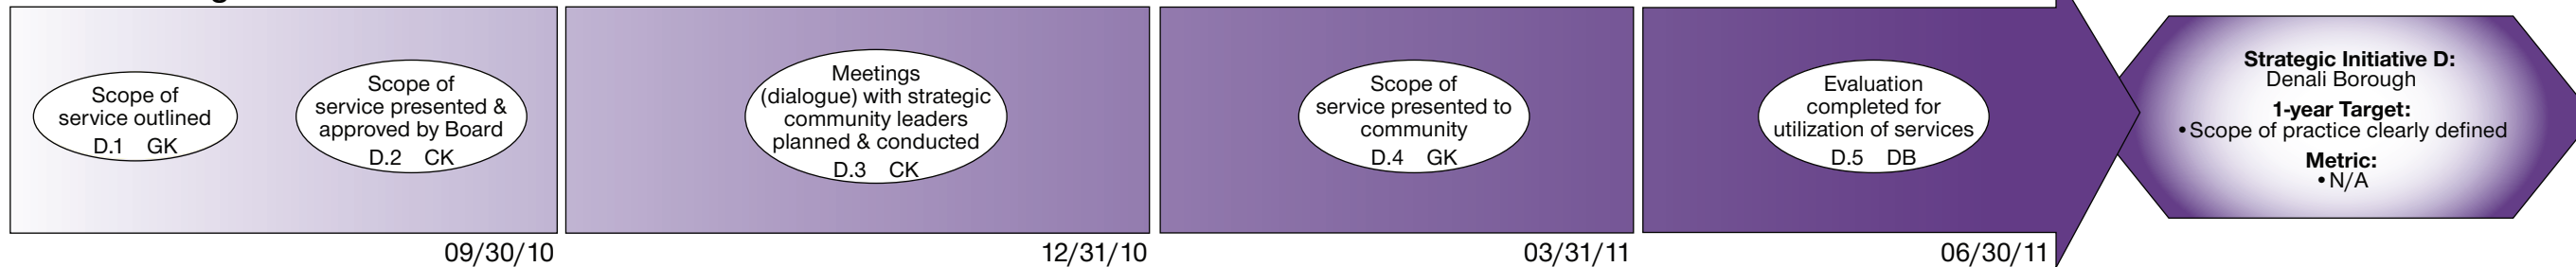 Scope of
service outlined
D.1 GK
Scope of
service presented &
approved by Board
D.2 CK
09/30/10
Meetings
(dialogue) with strategic
community leaders
planned & conducted
D.3 CK
12/31/10
Scope of
service presented to
community
D.4 GK
03/31/11
Evaluation
completed for
utilization of services
D.5 DB
06/30/11
Strategic Initiative D:
Denali Borough
1-year Target:
• Scope of practice clearly defined
Metric:
• N/A